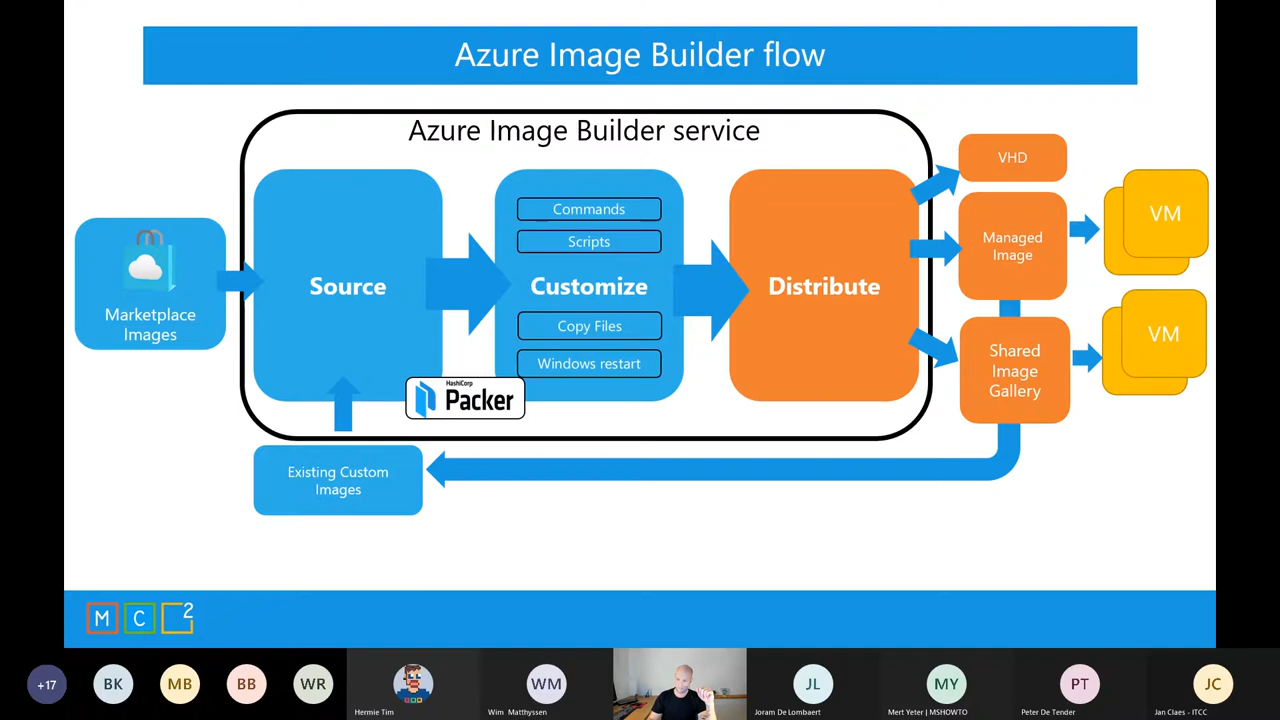 Azure Image Builder flow
Azure Image Builder service
Marketplace
Images
Source
Commands
Scripts
Customize
Copy Files
Windows restart
HashiCorp
Packer
Distribute
VHD
Managed
Image
Shared
Image
Gallery
VM
VM
Existing Custom
Images
M C 2
+17
BK
MB
BB
WR
Hermie Tim
WM
Wim Matthyssen
JL
Joram De Lombaert
MY
Mert Yeter | MSHOWTO
PT
Peter De Tender
JC
Jan Claes - ITCC